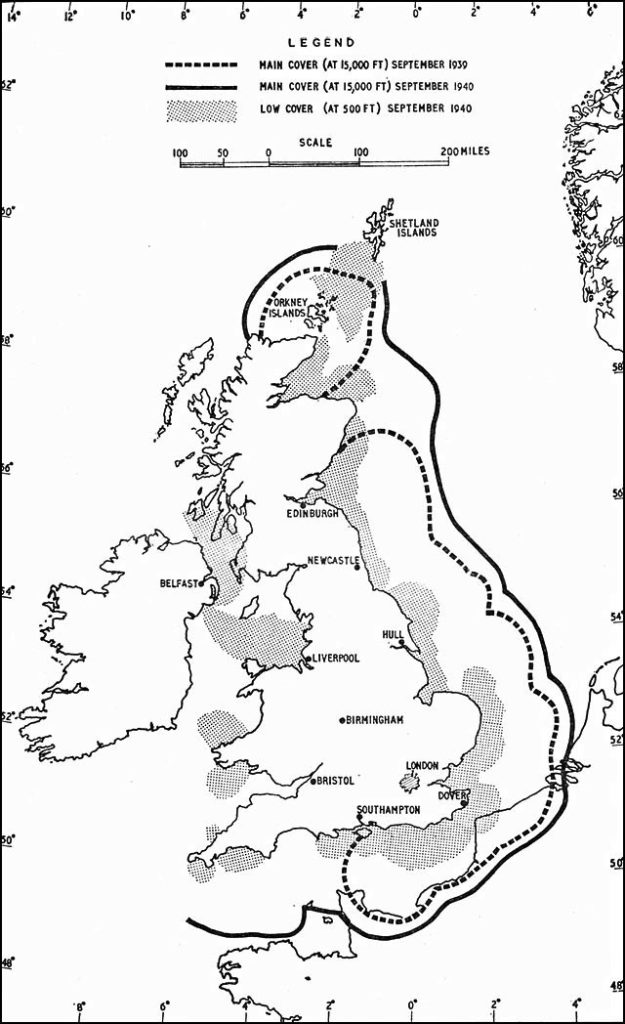 14° 12° 10° 8° 6° 4° 2° 0° 2° 4° 6°
LEGEND
MAIN COVER (AT 15,000 FT) SEPTEMBER 1939
MAIN COVER (AT 15,000 FT) SEPTEMBER 1940
LOW COVER (AT 500 FT) SEPTEMBER 1940
SCALE
100 50 0 100 200 MILES
62°
60°
SHETLAND
ISLANDS
60
ORKNEY
ISLANDS
58°
58°
56°
56°
EDINBURGH
NEWCASTLE
BELFAST
54°
54°
HULL
LIVERPOOL
52°
BIRMINGHAM
52°
LONDON
BRISTOL
DOVER
SOUTHAMPTON
50°
50°
48°
48°
8° 6° 4° 2° 0° 2° 4°